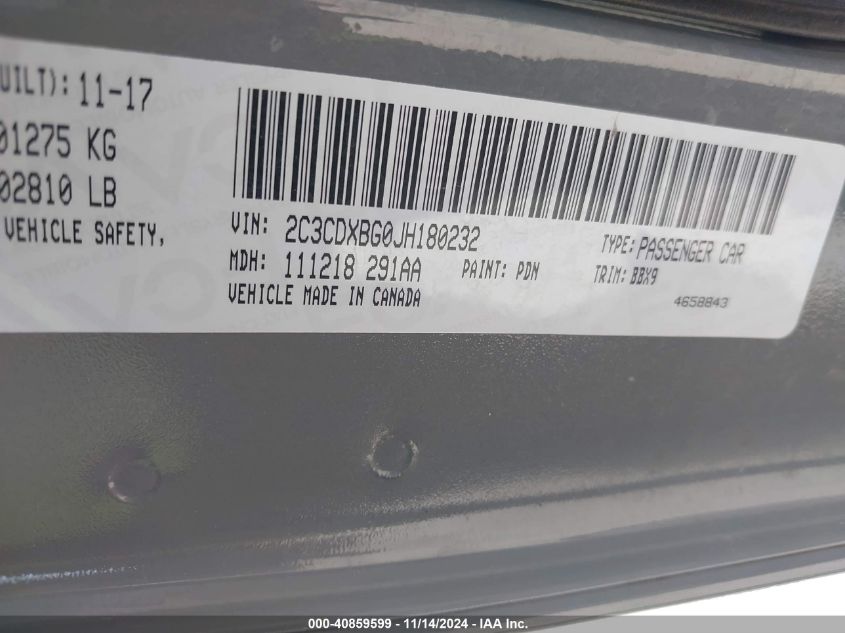 UILT): 11-17
01275 KG
02810 LB
VEHICLE SAFETY,
VIN: 2C3CDXBG0JH180232
TYPE: PASSENGER CAR
MDH: 111218 291AA
PAINT: PDN
TRIM: BBX9
VEHICLE MADE IN CANADA
4658843
000-40859599 - 11/14/2024 - IAA Inc.